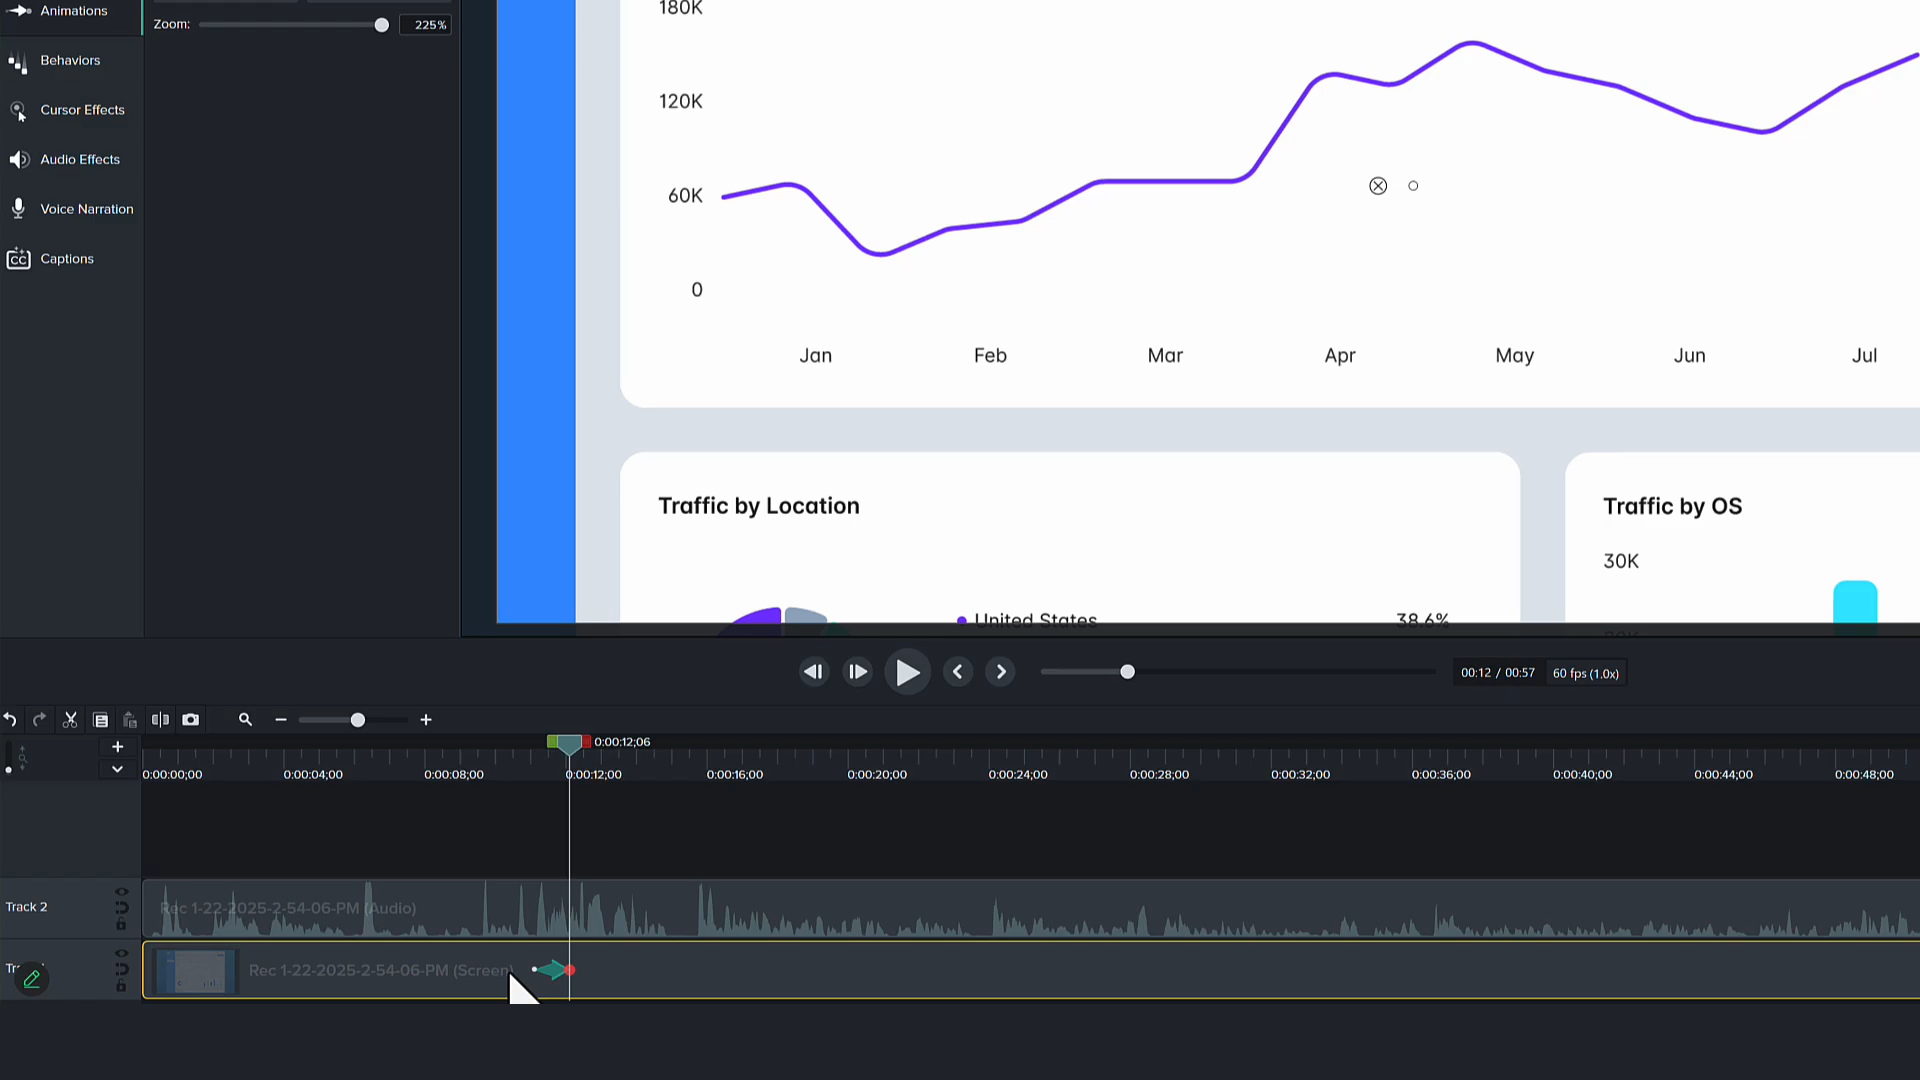 Animations
Zoom: 225%
Behaviors
Cursor Effects
Audio Effects
Voice Narration
Captions
180K
120K
60K
0
Jan Feb Mar Apr May Jun Jul
Traffic by Location
Traffic by OS
30K
United States 38.6%
00:12 / 00:57 60 fps (1.0x)
0:00:12;06
0:00:00;00 0:00:04;00 0:00:08;00 0:00:12;00 0:00:16;00 0:00:20;00 0:00:24;00 0:00:28;00 0:00:32;00 0:00:36;00 0:00:40;00 0:00:44;00 0:00:48;00
Track 2
Rec 1-22-2025-2-54-06-PM (Audio)
Rec 1-22-2025-2-54-06-PM (Screen)